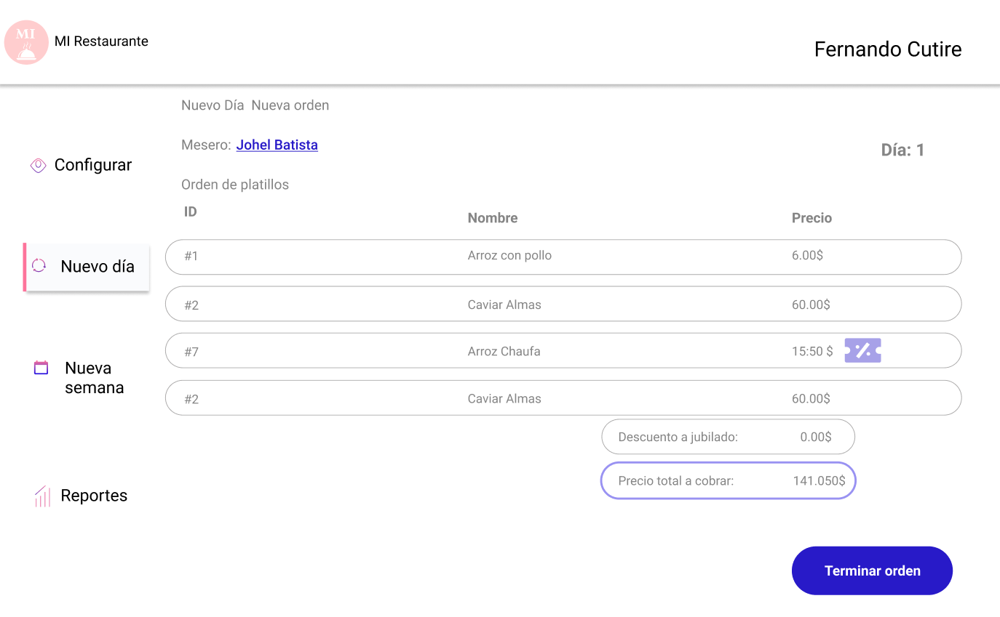 MI
MI Restaurante
Fernando Cutire
Nuevo Día Nueva orden
Mesero: Johel Batista
Día: 1
Configurar
Nuevo día
Nueva
semana
Reportes
Orden de platillos
ID Nombre Precio
#1 Arroz con pollo 6.00$
#2 Caviar Almas 60.00$
#7 Arroz Chaufa 15:50 $ %
#2 Caviar Almas 60.00$
Descuento a jubilado: 0.00$
Precio total a cobrar: 141.050$
Terminar orden